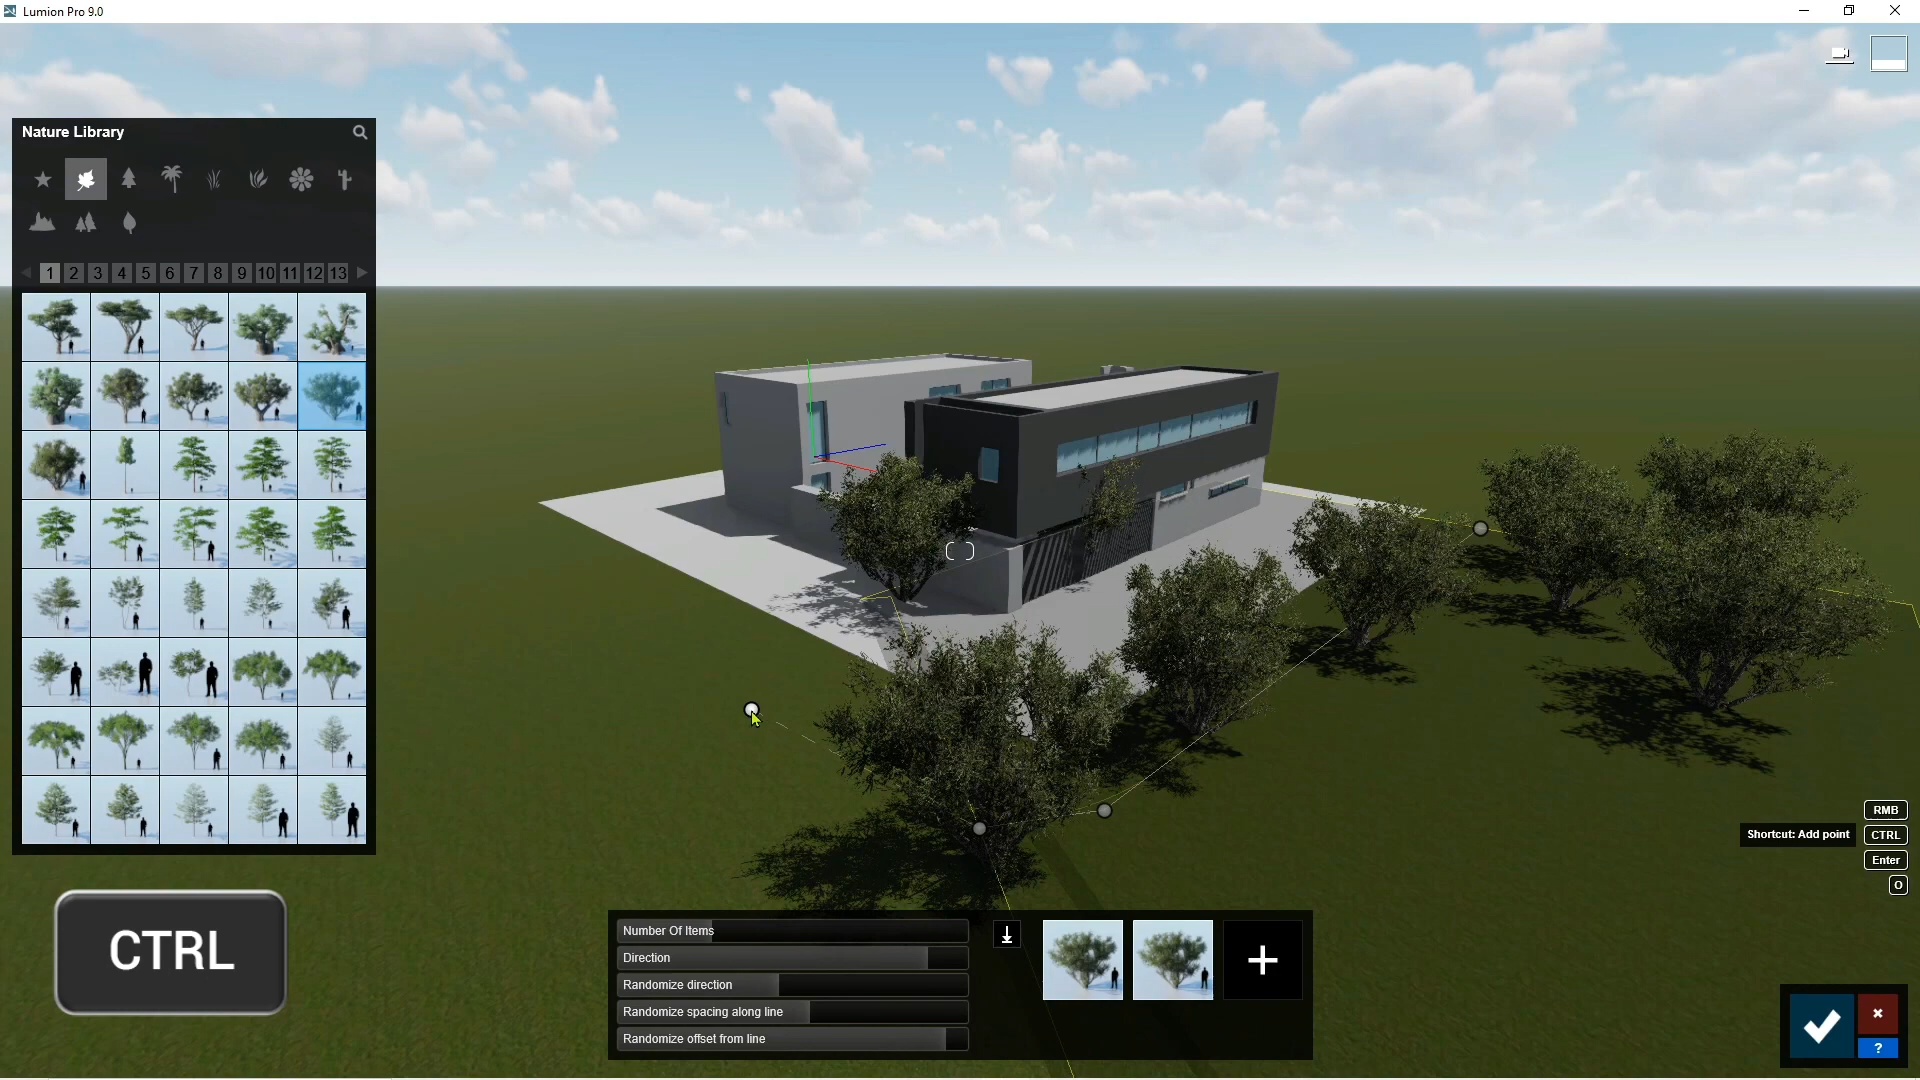 Lumion Pro 9.0
Nature Library
1 2 3 4 5 6 7 8 9 10 11 12 13
RMB
Shortcut: Add point CTRL
Enter
O
CTRL
Number Of Items
Direction
Randomize direction
Randomize spacing along line
Randomize offset from line
?